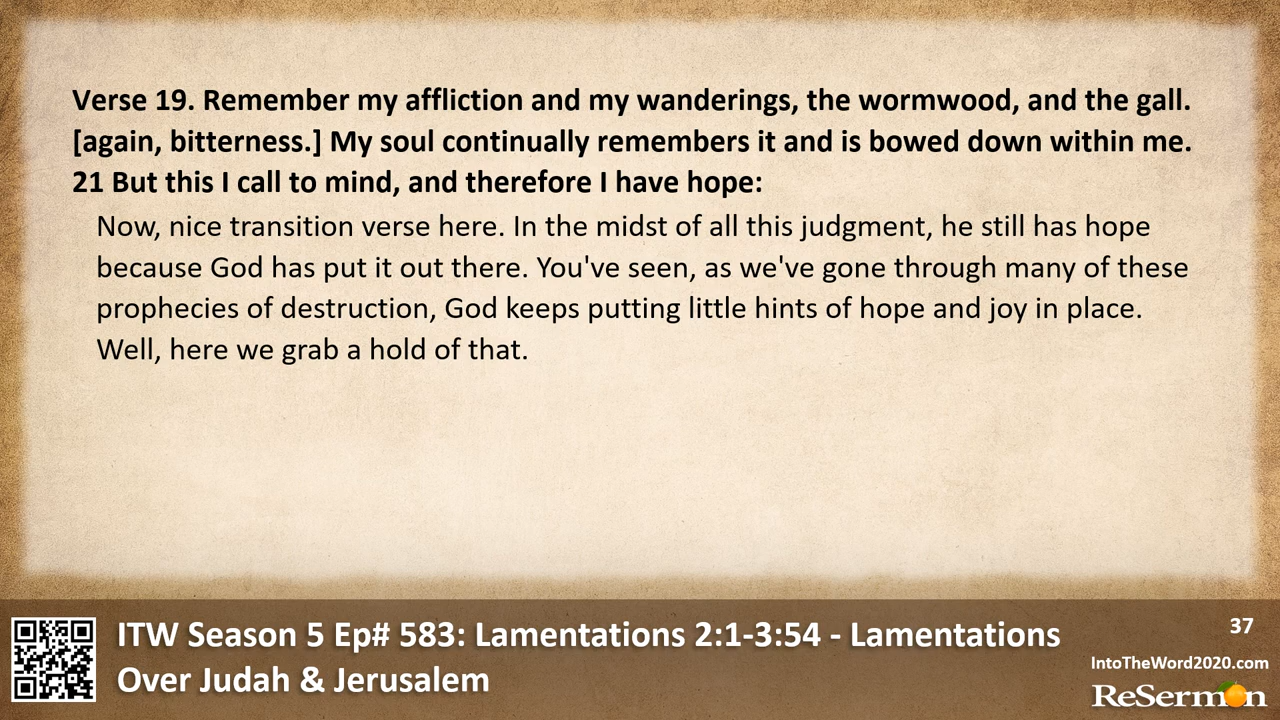 Verse 19. Remember my affliction and my wanderings, the wormwood, and the gall.
[again, bitterness.] My soul continually remembers it and is bowed down within me.
21 But this I call to mind, and therefore I have hope:
Now, nice transition verse here. In the midst of all this judgment, he still has hope
because God has put it out there. You've seen, as we've gone through many of these
prophecies of destruction, God keeps putting little hints of hope and joy in place.
Well, here we grab a hold of that.
ITW Season 5 Ep# 583: Lamentations 2:1-3:54 - Lamentations
Over Judah & Jerusalem
37
IntoTheWord2020.com
ReSermon